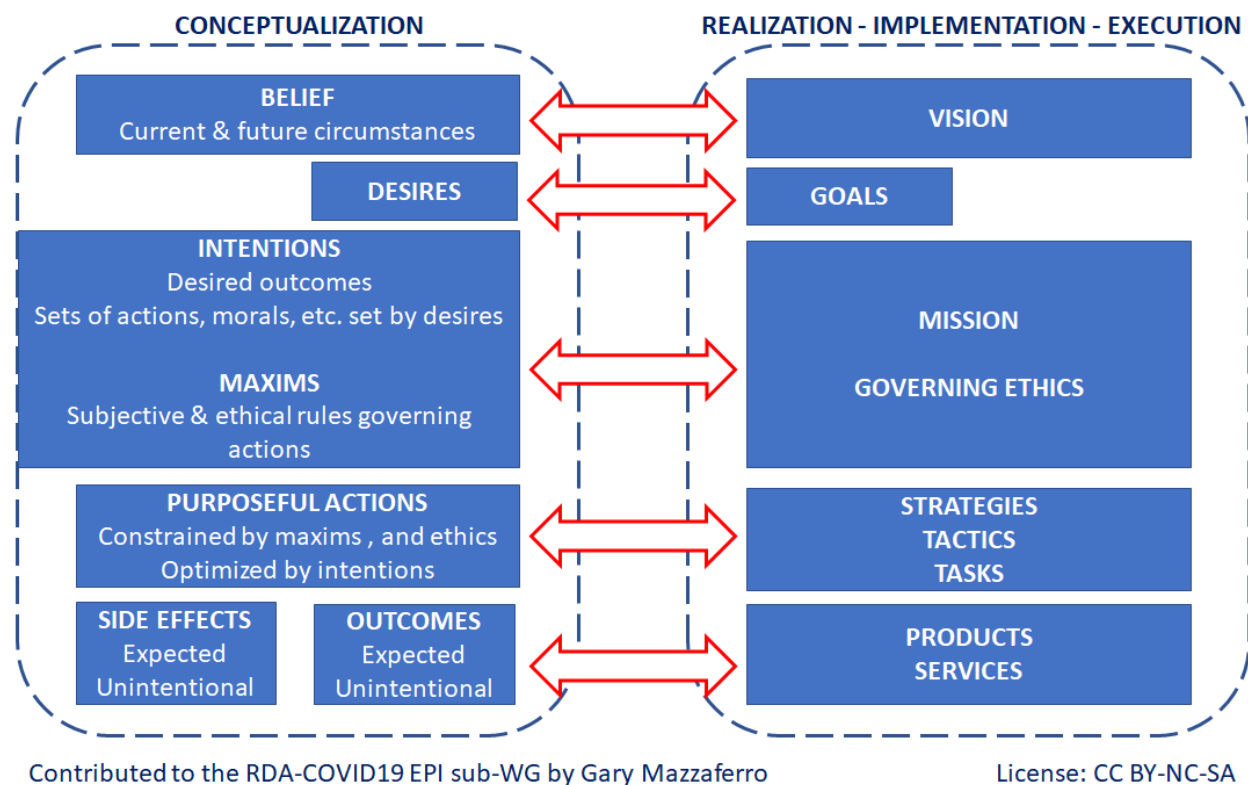 CONCEPTUALIZATION
BELIEF
Current & future circumstances
DESIRES
INTENTIONS
Desired outcomes
Sets of actions, morals, etc. set by desires
MAXIMS
Subjective & ethical rules governing
actions
PURPOSEFUL ACTIONS
Constrained by maxims , and ethics
Optimized by intentions
SIDE EFFECTS
Expected
Unintentional
OUTCOMES
Expected
Unintentional
REALIZATION - IMPLEMENTATION - EXECUTION
VISION
GOALS
MISSION
GOVERNING ETHICS
STRATEGIES
TACTICS
TASKS
PRODUCTS
SERVICES
Contributed to the RDA-COVID19 EPI sub-WG by Gary Mazzaferro
License: CC BY-NC-SA